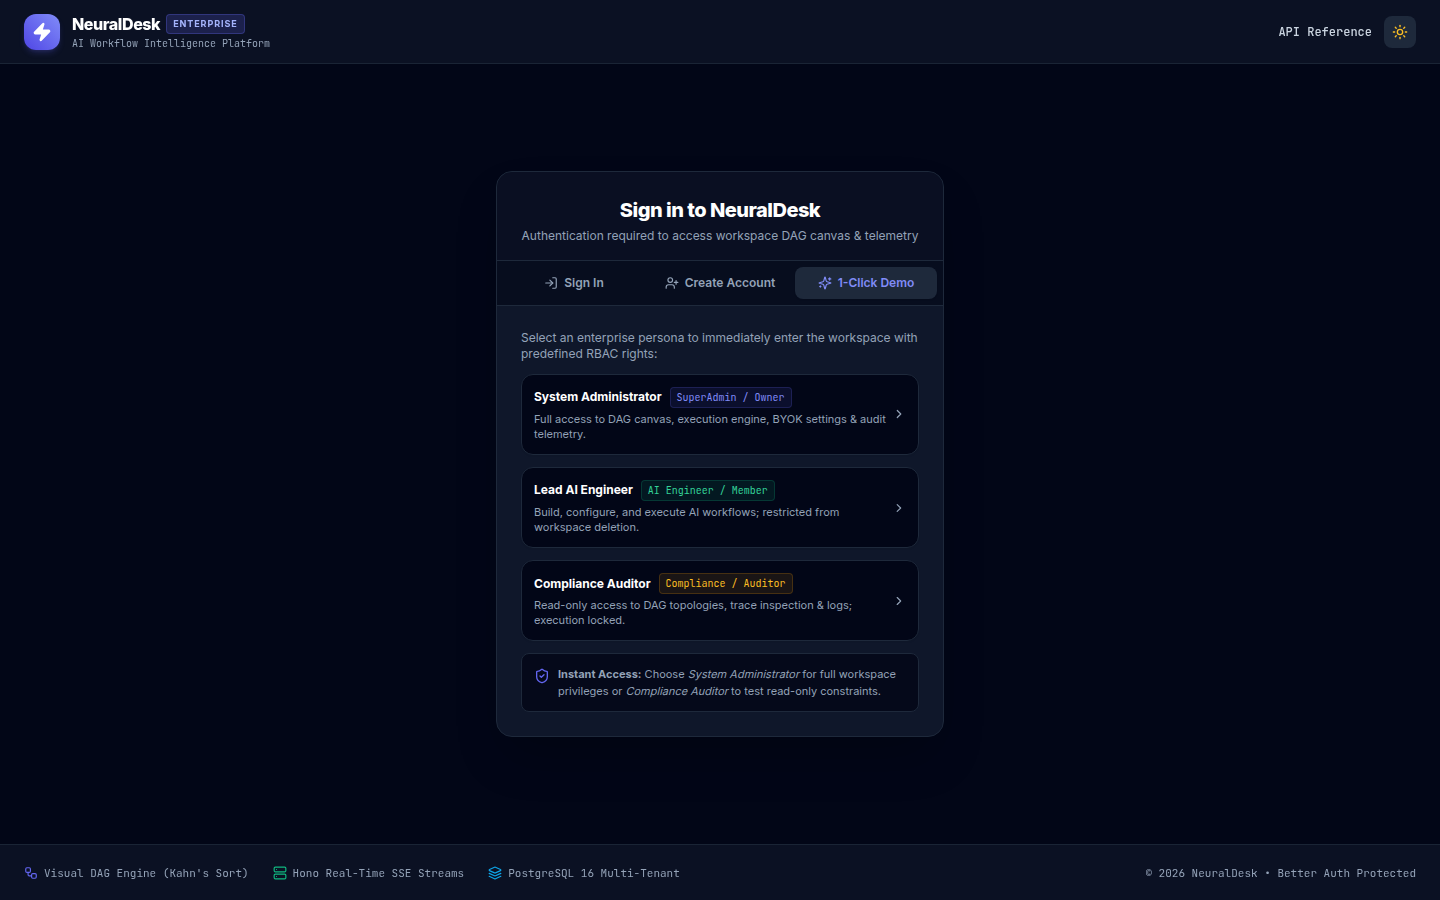 NeuralDesk ENTERPRISE
AI Workflow Intelligence Platform
API Reference
Sign in to NeuralDesk
Authentication required to access workspace DAG canvas & telemetry
Sign In
Create Account
1-Click Demo
Select an enterprise persona to immediately enter the workspace with
predefined RBAC rights:
System Administrator SuperAdmin / Owner
Full access to DAG canvas, execution engine, BYOK settings & audit
telemetry.
Lead AI Engineer AI Engineer / Member
Build, configure, and execute AI workflows; restricted from
workspace deletion.
Compliance Auditor Compliance / Auditor
Read-only access to DAG topologies, trace inspection & logs;
execution locked.
Instant Access: Choose System Administrator for full workspace
privileges or Compliance Auditor to test read-only constraints.
Visual DAG Engine (Kahn's Sort)
Hono Real-Time SSE Streams
PostgreSQL 16 Multi-Tenant
© 2026 NeuralDesk • Better Auth Protected